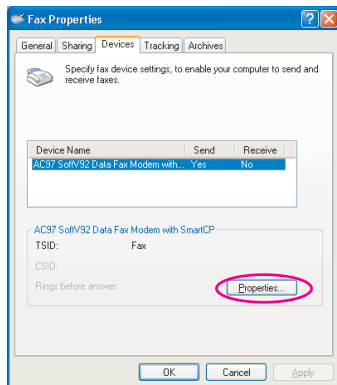 Fax Properties
General Sharing Devices Tracking Archives
Specify fax device settings, to enable your computer to send and
receive faxes.
Device Name Send Receive
AC97 SoftV92 Data Fax Modem with... Yes No
AC97 SoftV92 Data Fax Modem with SmartCP
TSID: Fax
CSID:
Rings before answer:
Properties...
OK Cancel Apply